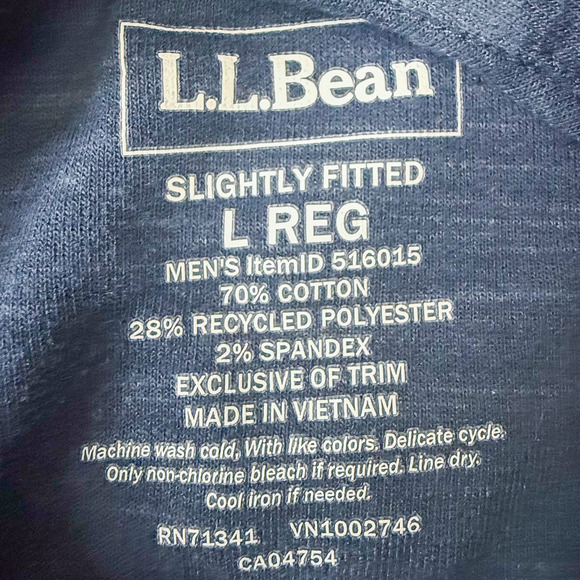 L.L.Bean
SLIGHTLY FITTED
L REG
MEN'S ItemID 516015
70% COTTON
28% RECYCLED POLYESTER
2% SPANDEX
EXCLUSIVE OF TRIM
MADE IN VIETNAM
Machine wash cold, With like colors. Delicate cycle.
Only non-chlorine bleach if required. Line dry.
Cool iron if needed.
RN71341 VN1002746
CA04754